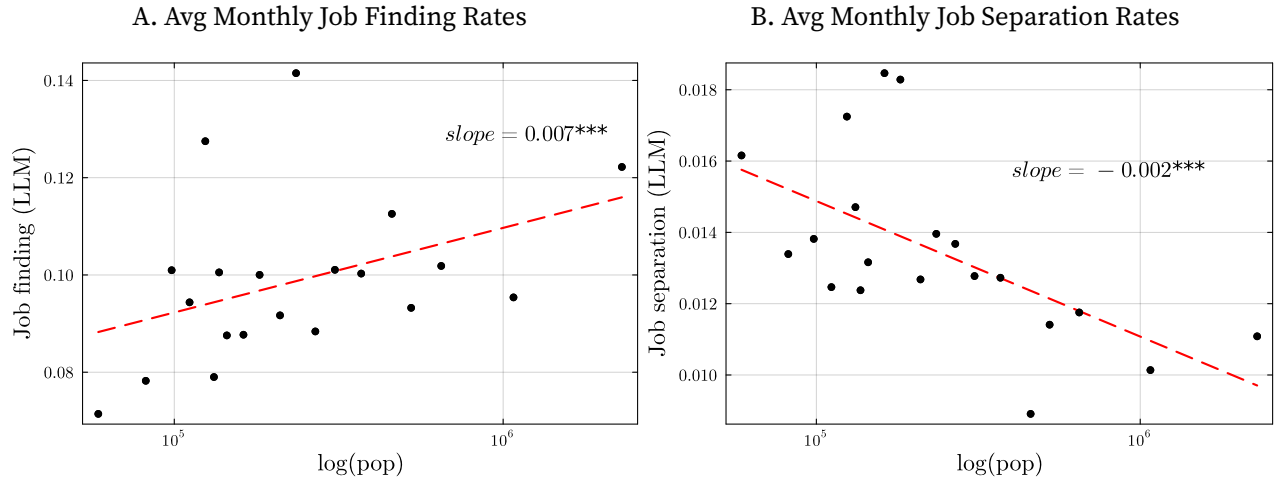 A. Avg Monthly Job Finding Rates
Job finding (LLM)
0.14
0.12
0.10
0.08
slope = 0.007***
10^5
10^6
log(pop)
B. Avg Monthly Job Separation Rates
Job separation (LLM)
0.018
0.016
0.014
0.012
0.010
slope = − 0.002***
10^5
10^6
log(pop)